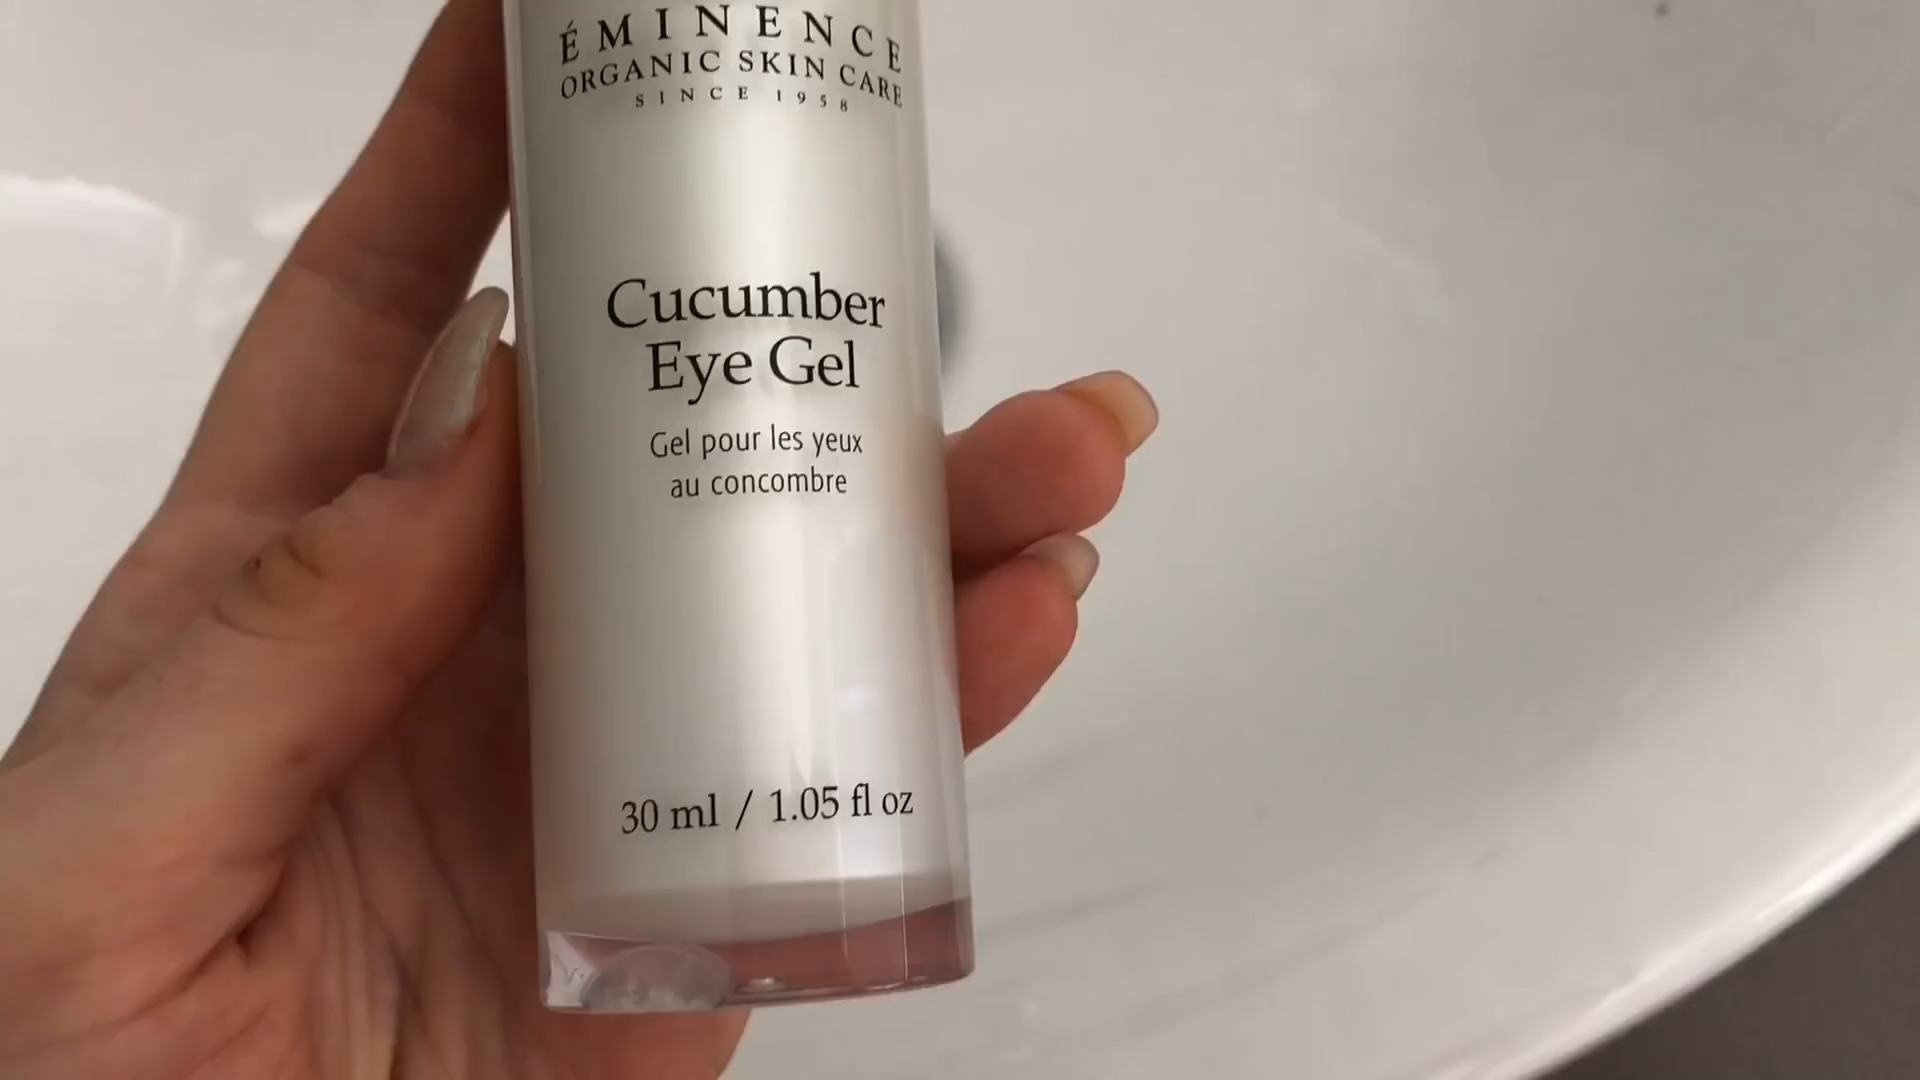 ÉMINENCE
ORGANIC SKIN CARE
SINCE 1958
Cucumber
Eye Gel
Gel pour les yeux
au concombre
30 ml / 1.05 fl oz